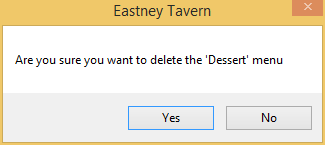 Eastney Tavern
Are you sure you want to delete the 'Dessert' menu
Yes No